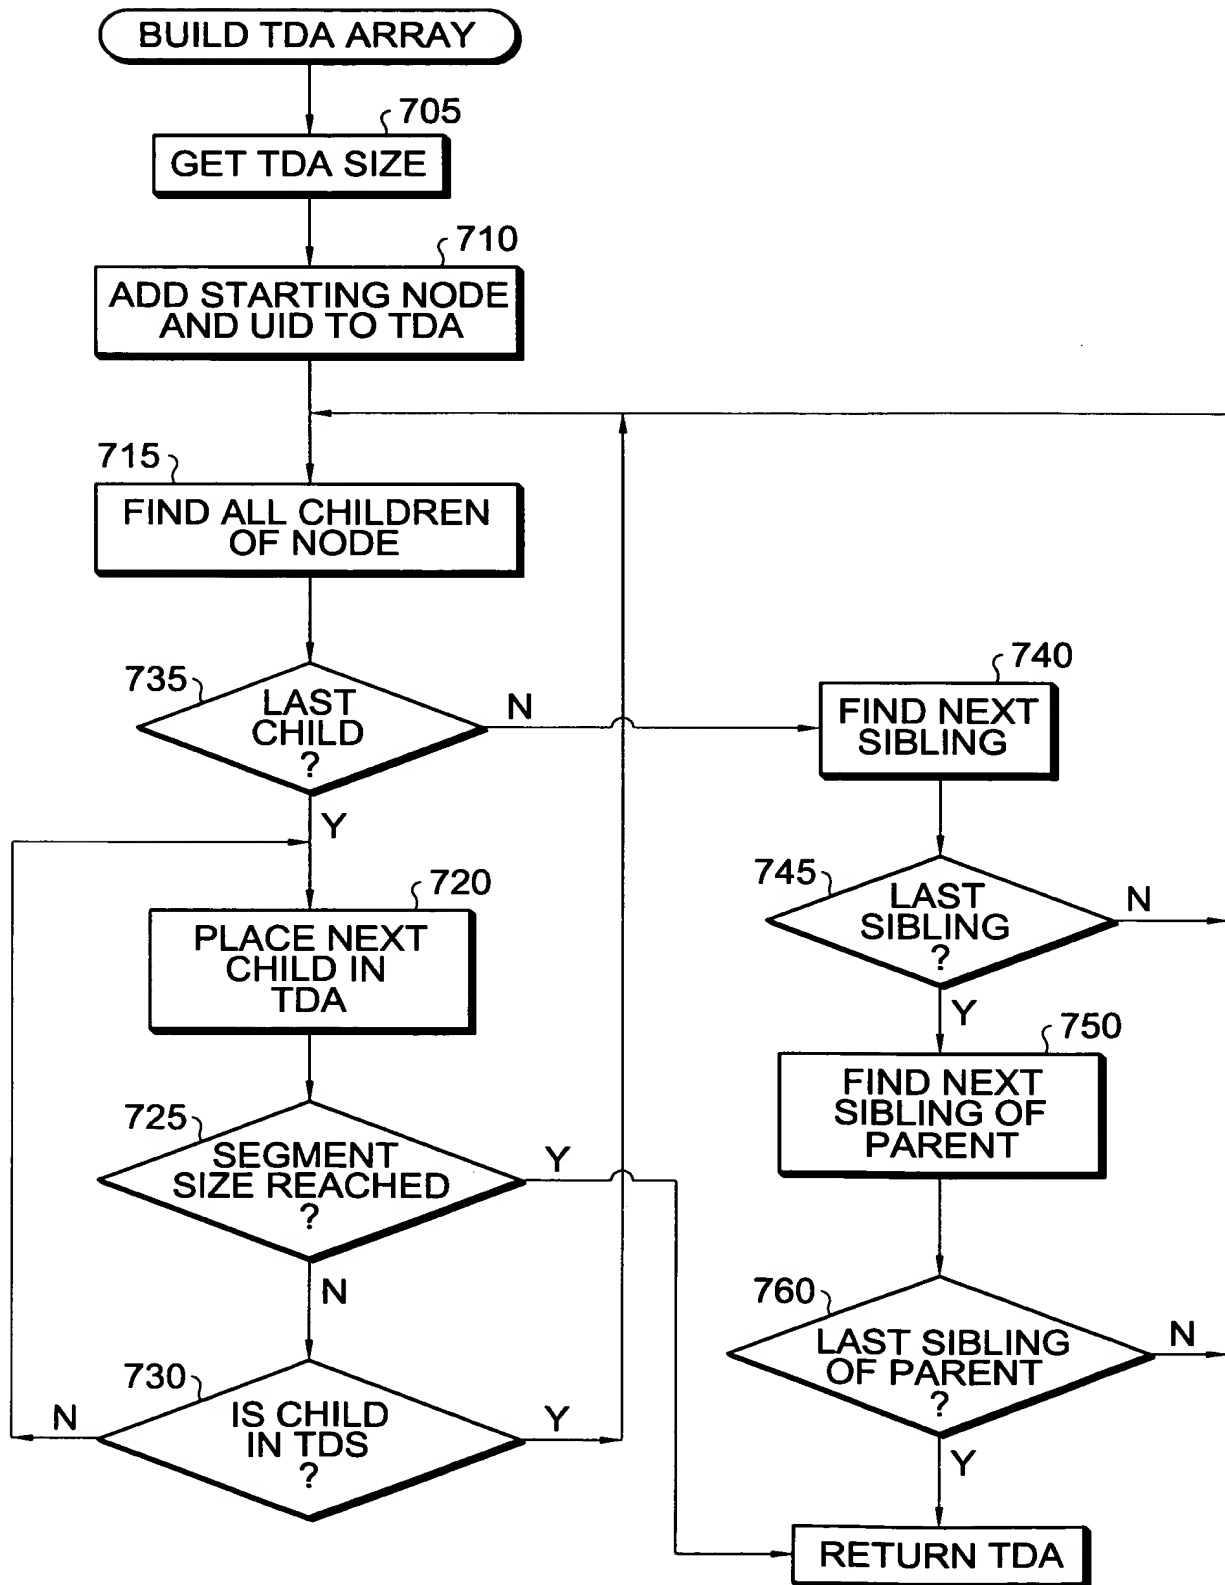 BUILD TDA ARRAY
705
GET TDA SIZE
710
ADD STARTING NODE
AND UID TO TDA
715
FIND ALL CHILDREN
OF NODE
735
LAST
CHILD
?
N
Y
740
FIND NEXT
SIBLING
745
LAST
SIBLING
?
N
Y
720
PLACE NEXT
CHILD IN
TDA
725
SEGMENT
SIZE REACHED
?
Y
N
750
FIND NEXT
SIBLING OF
PARENT
730
IS CHILD
IN TDS
?
N
Y
760
LAST SIBLING
OF PARENT
?
N
Y
RETURN TDA